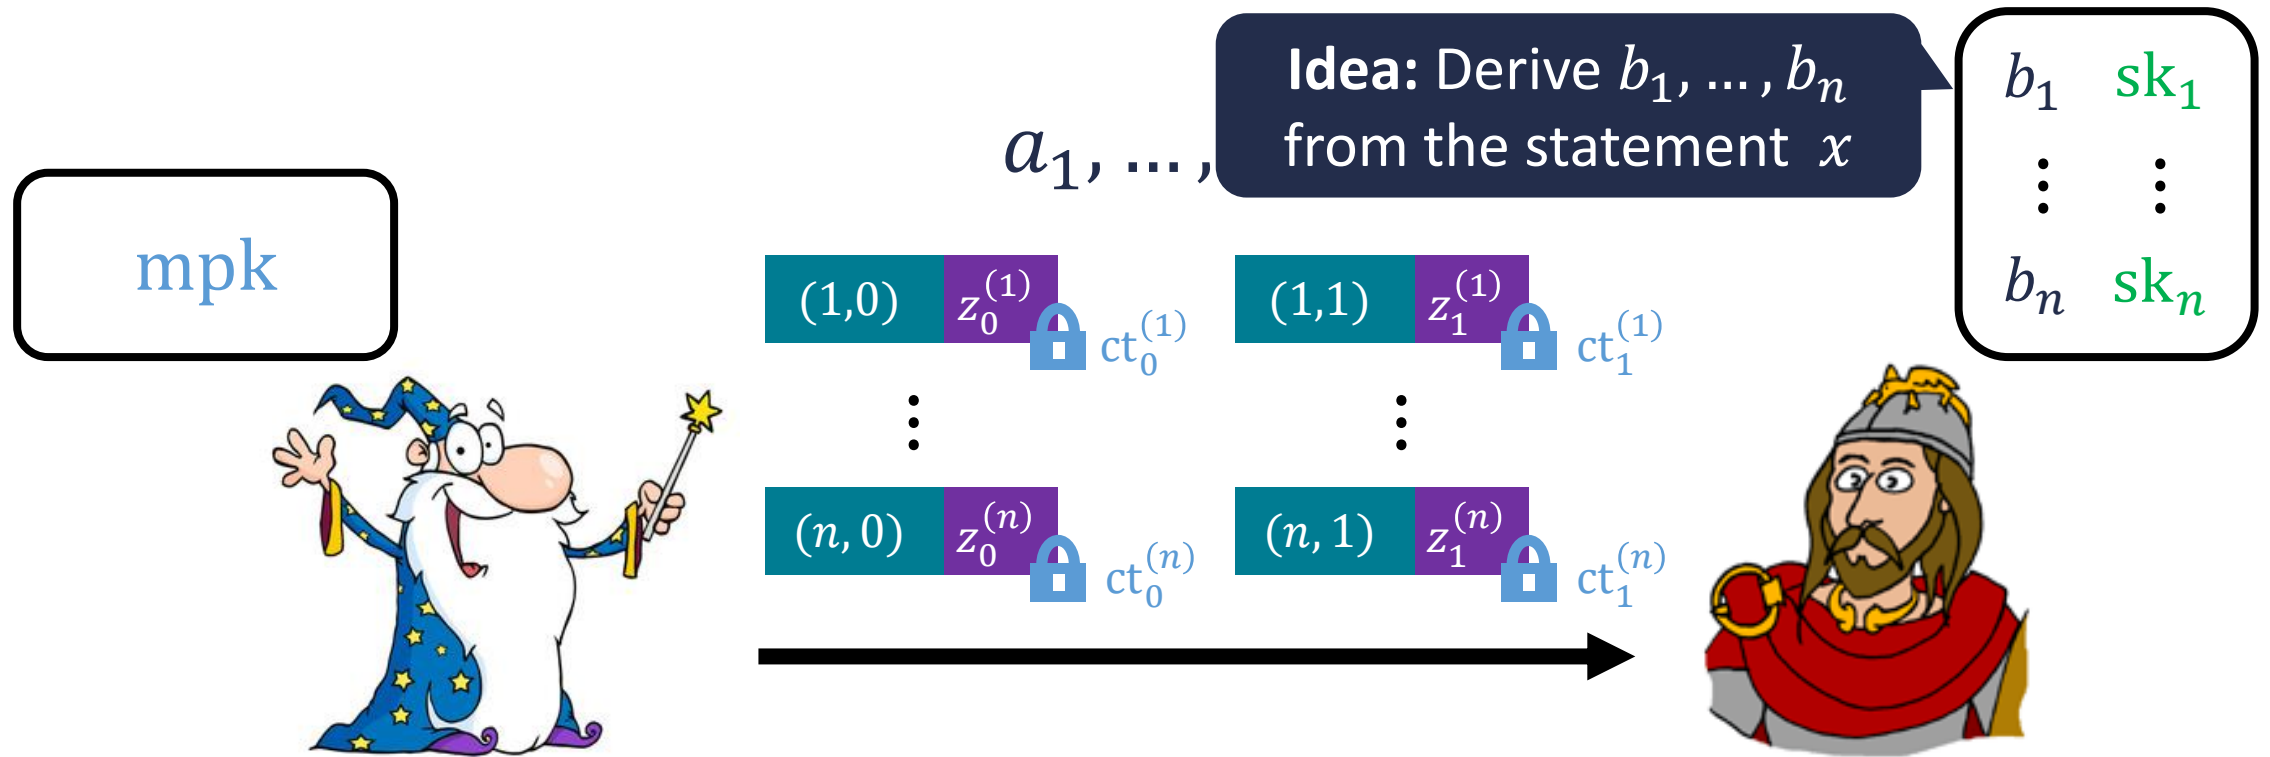 Idea: Derive 𝑏₁, … , 𝑏ₙ
from the statement 𝑥
𝑎₁, … ,
mpk
𝑏₁ sk₁
⋮ ⋮
𝑏ₙ skₙ
(1,0) 𝑧₀⁽¹⁾ ct₀⁽¹⁾ (1,1) 𝑧₁⁽¹⁾ ct₁⁽¹⁾
⋮ ⋮
(𝑛, 0) 𝑧₀⁽ⁿ⁾ ct₀⁽ⁿ⁾ (𝑛, 1) 𝑧₁⁽ⁿ⁾ ct₁⁽ⁿ⁾